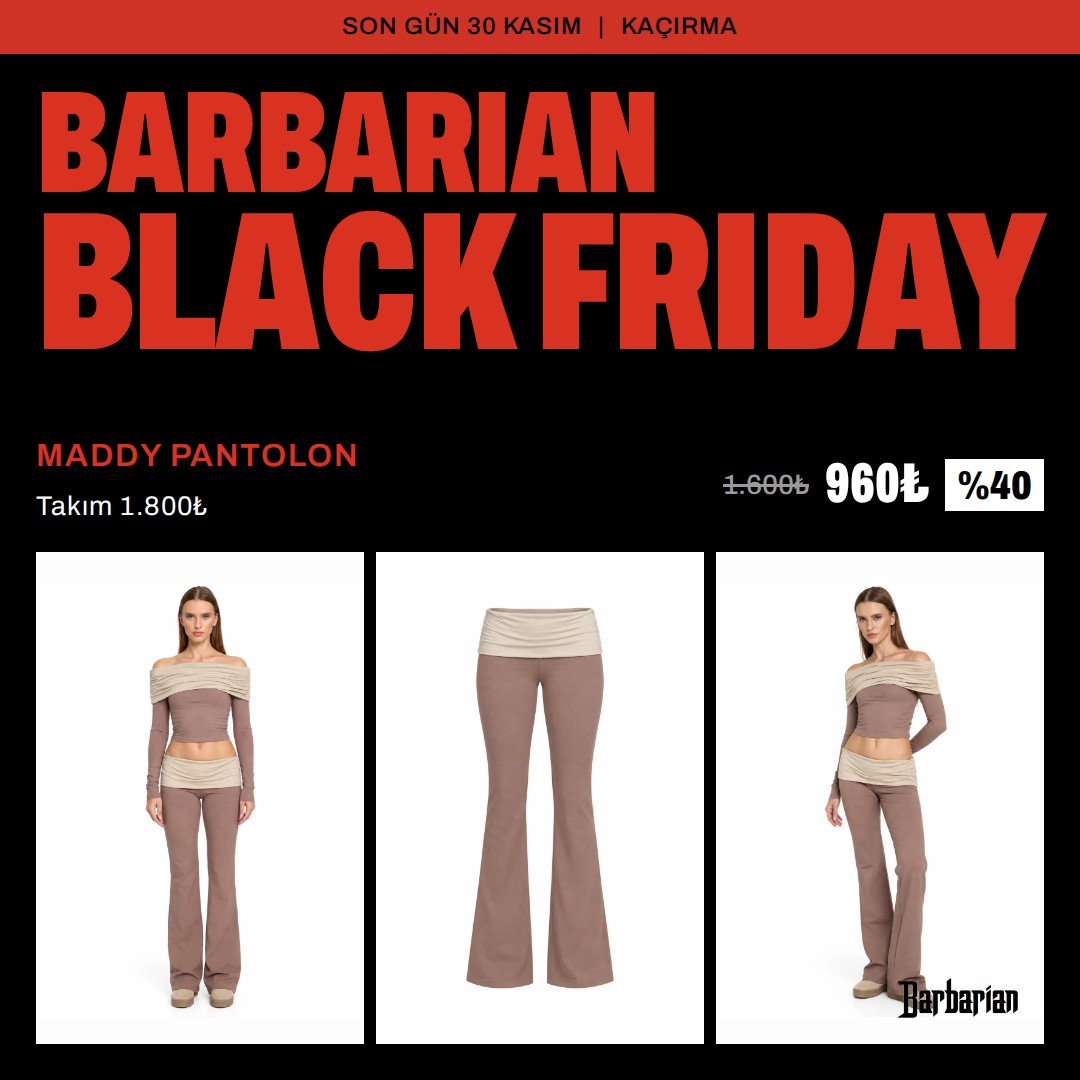 SON GÜN 30 KASIM | KAÇIRMA
BARBARIAN
BLACK FRIDAY
MADDY PANTOLON
Takım 1.800₺
1.600₺ 960₺ %40
Barbarian